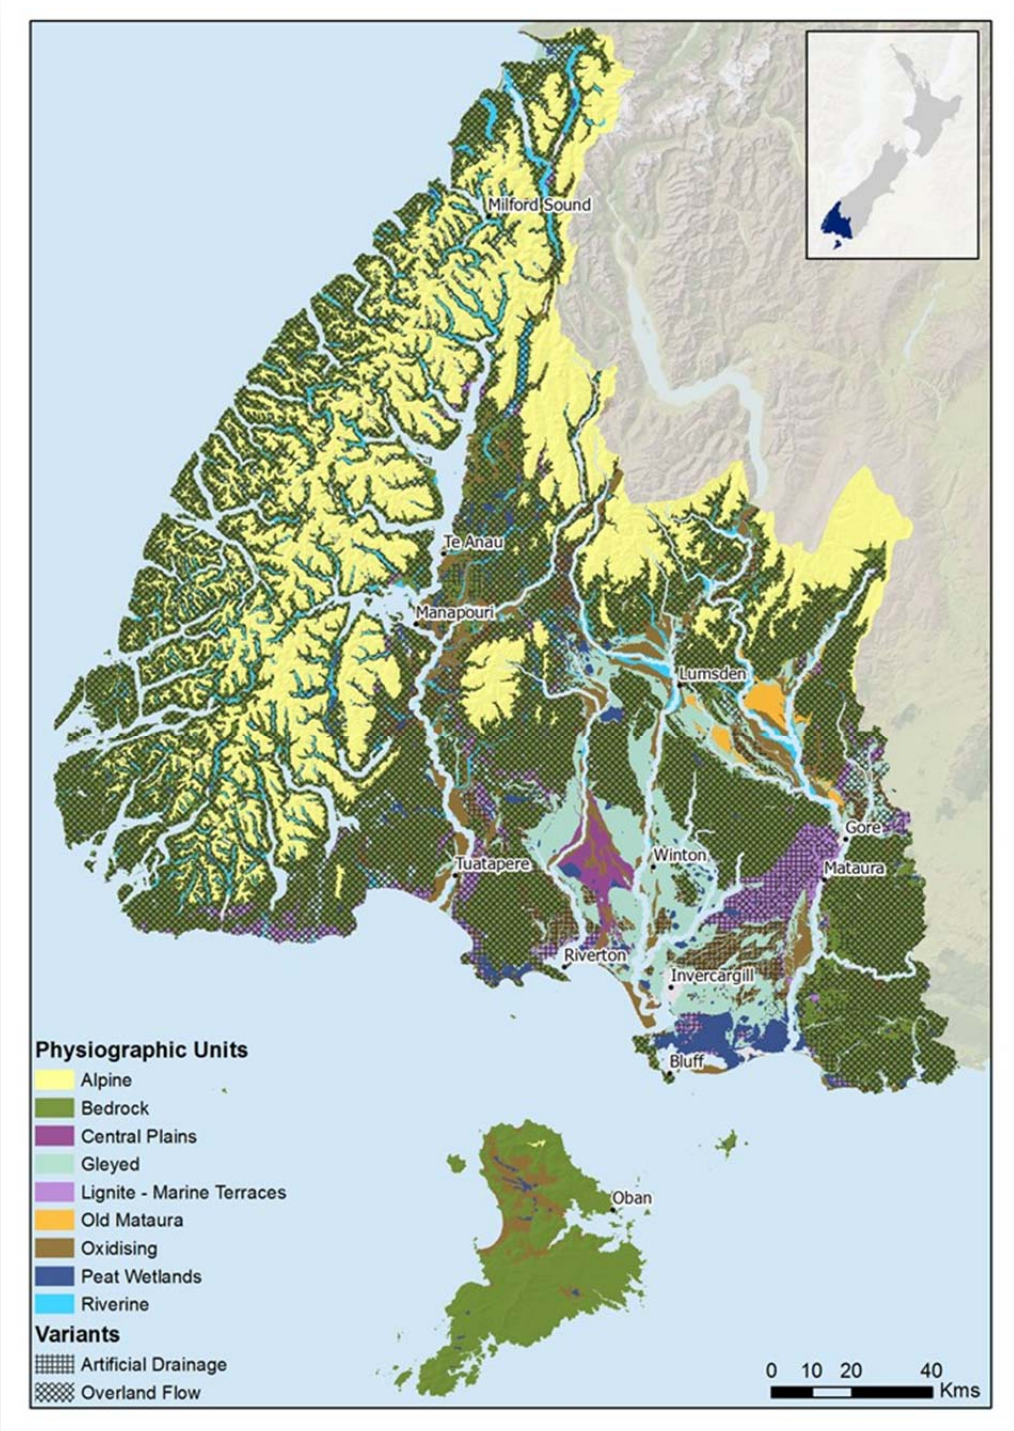 Milford Sound
Te Anau
Manapouri
Lumsden
Gore
Winton
Tuatapere
Mataura
Riverton
Invercargill
Bluff
Oban
Physiographic Units
Alpine
Bedrock
Central Plains
Gleyed
Lignite - Marine Terraces
Old Mataura
Oxidising
Peat Wetlands
Riverine
Variants
Artificial Drainage
Overland Flow
0 10 20 40
Kms